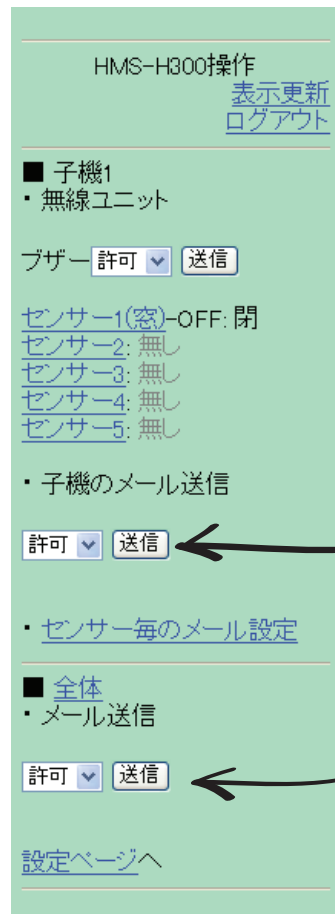 HMS-H300操作
表示更新
ログアウト
■ 子機1
・無線ユニット
ブザー 許可 送信
センサー1(窓)-OFF: 閉
センサー2: 無し
センサー3: 無し
センサー4: 無し
センサー5: 無し
・子機のメール送信
許可 送信
・センサー毎のメール設定
■ 全体
・メール送信
許可 送信
設定ページへ